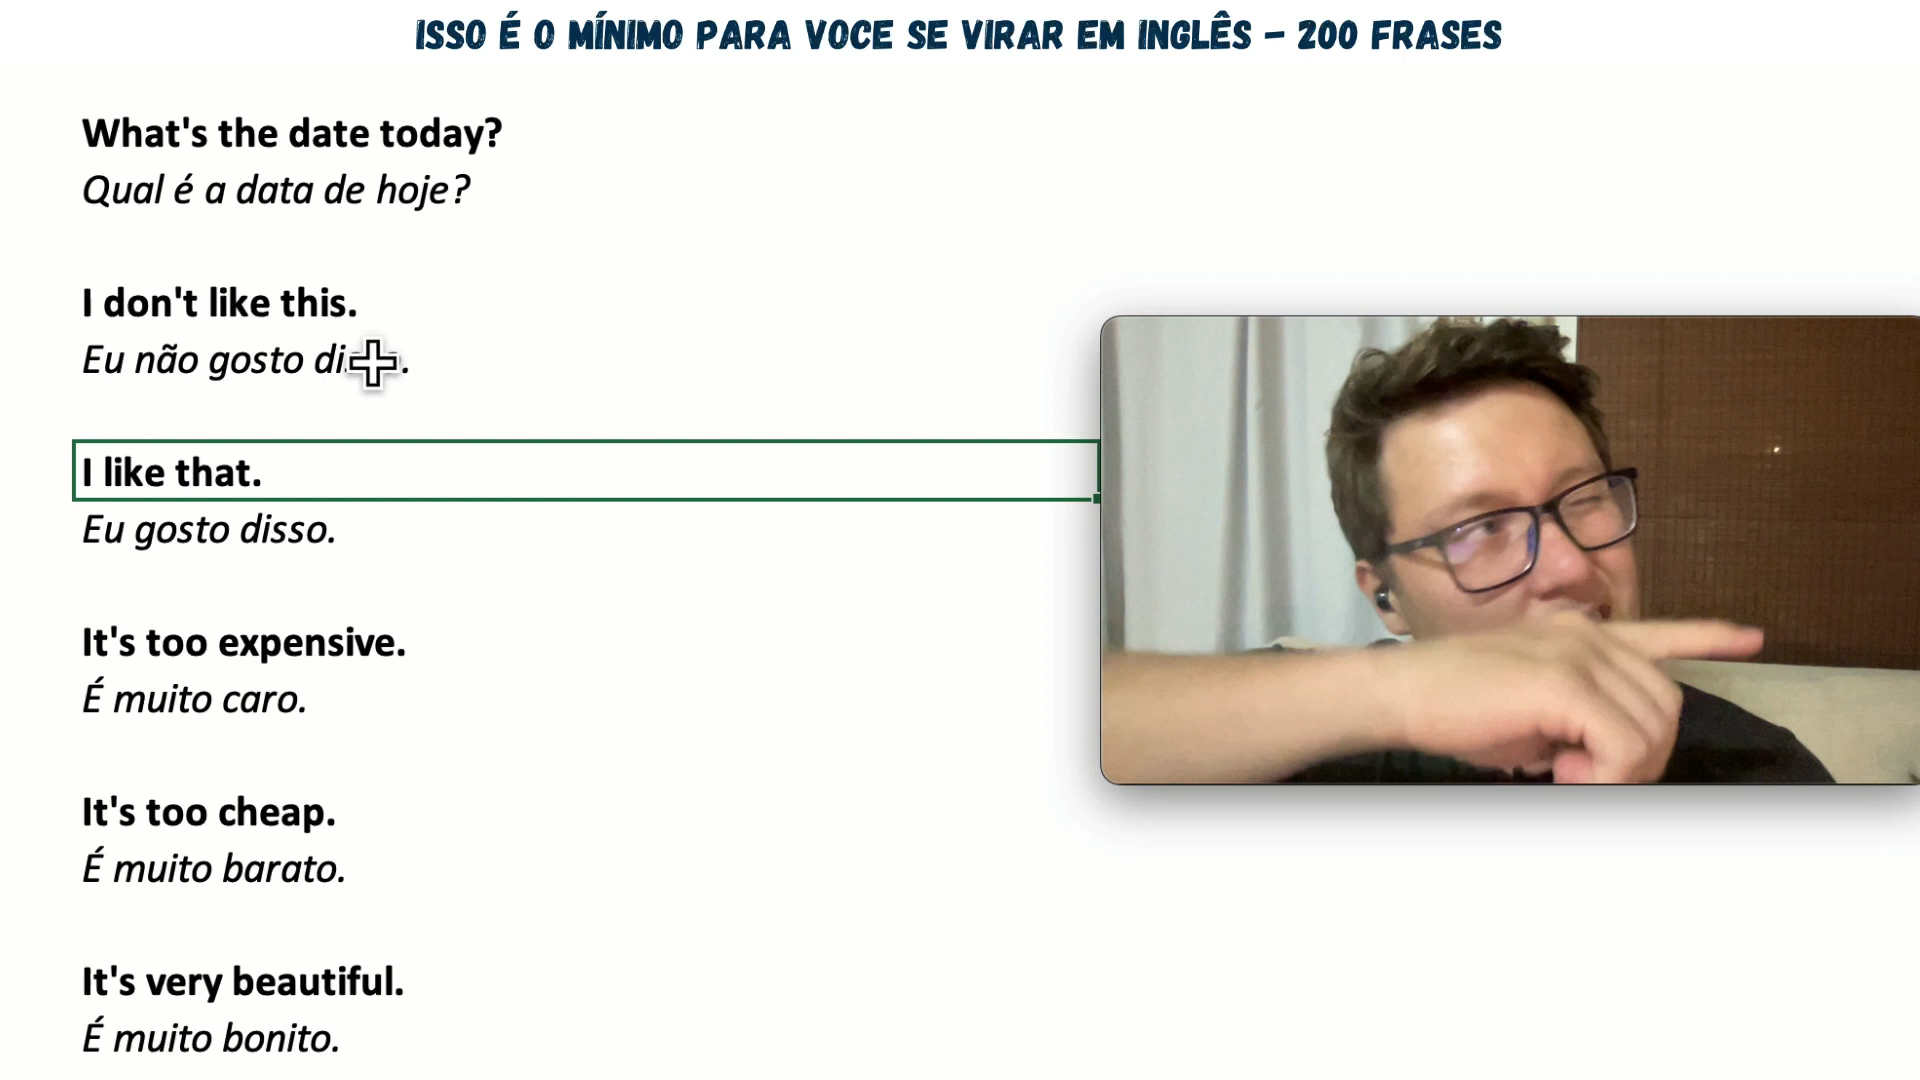 ISSO É O MÍNIMO PARA VOCE SE VIRAR EM INGLÊS – 200 FRASES
What's the date today?
Qual é a data de hoje?
I don't like this.
Eu não gosto
I like that.
Eu gosto disso.
It's too expensive.
É muito caro.
It's too cheap.
É muito barato.
It's very beautiful.
É muito bonito.